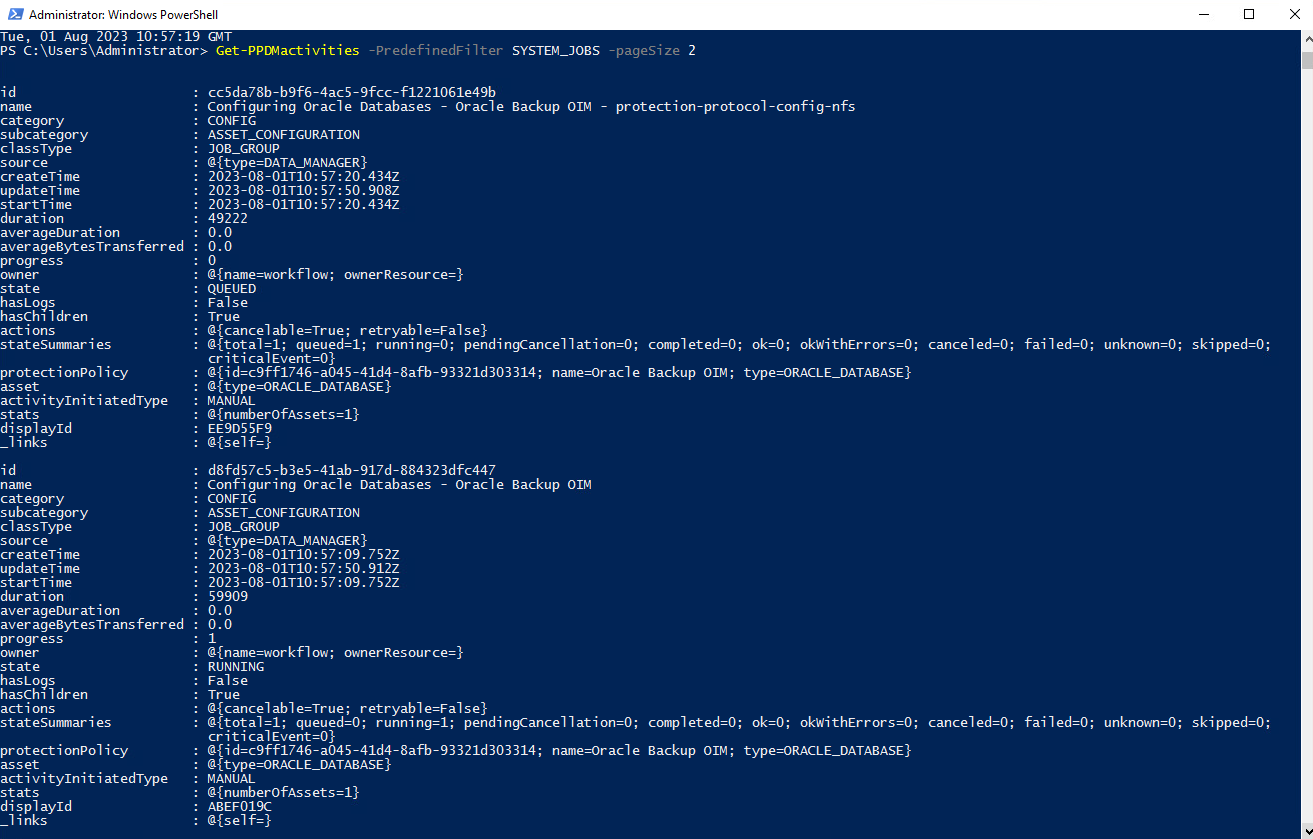 Administrator: Windows PowerShell
Tue, 01 Aug 2023 10:57:19 GMT
PS C:\Users\Administrator> Get-PPDMactivities -PredefinedFilter SYSTEM_JOBS -pageSize 2
id : cc5da78b-b9f6-4ac5-9fcc-f1221061e49b
name : Configuring Oracle Databases - Oracle Backup OIM - protection-protocol-config-nfs
category : CONFIG
subcategory : ASSET_CONFIGURATION
classType : JOB_GROUP
source : @{type=DATA_MANAGER}
createTime : 2023-08-01T10:57:20.434Z
updateTime : 2023-08-01T10:57:50.908Z
startTime : 2023-08-01T10:57:20.434Z
duration : 49222
averageDuration : 0.0
averageBytesTransferred : 0.0
progress : 0
owner : @{name=workflow; ownerResource=}
state : QUEUED
hasLogs : False
hasChildren : True
actions : @{cancelable=True; retryable=False}
stateSummaries : @{total=1; queued=1; running=0; pendingCancellation=0; completed=0; ok=0; okWithErrors=0; canceled=0; failed=0; unknown=0; skipped=0;
criticalEvent=0}
protectionPolicy : @{id=c9ff1746-a045-41d4-8afb-93321d303314; name=Oracle Backup OIM; type=ORACLE_DATABASE}
asset : @{type=ORACLE_DATABASE}
activityInitiatedType : MANUAL
stats : @{numberOfAssets=1}
displayId : EE9D55F9
_links : @{self=}
id : d8fd57c5-b3e5-41ab-917d-884323dfc447
name : Configuring Oracle Databases - Oracle Backup OIM
category : CONFIG
subcategory : ASSET_CONFIGURATION
classType : JOB_GROUP
source : @{type=DATA_MANAGER}
createTime : 2023-08-01T10:57:09.752Z
updateTime : 2023-08-01T10:57:50.912Z
startTime : 2023-08-01T10:57:09.752Z
duration : 59909
averageDuration : 0.0
averageBytesTransferred : 0.0
progress : 1
owner : @{name=workflow; ownerResource=}
state : RUNNING
hasLogs : False
hasChildren : True
actions : @{cancelable=True; retryable=False}
stateSummaries : @{total=1; queued=0; running=1; pendingCancellation=0; completed=0; ok=0; okWithErrors=0; canceled=0; failed=0; unknown=0; skipped=0;
criticalEvent=0}
protectionPolicy : @{id=c9ff1746-a045-41d4-8afb-93321d303314; name=Oracle Backup OIM; type=ORACLE_DATABASE}
asset : @{type=ORACLE_DATABASE}
activityInitiatedType : MANUAL
stats : @{numberOfAssets=1}
displayId : ABEF019C
_links : @{self=}